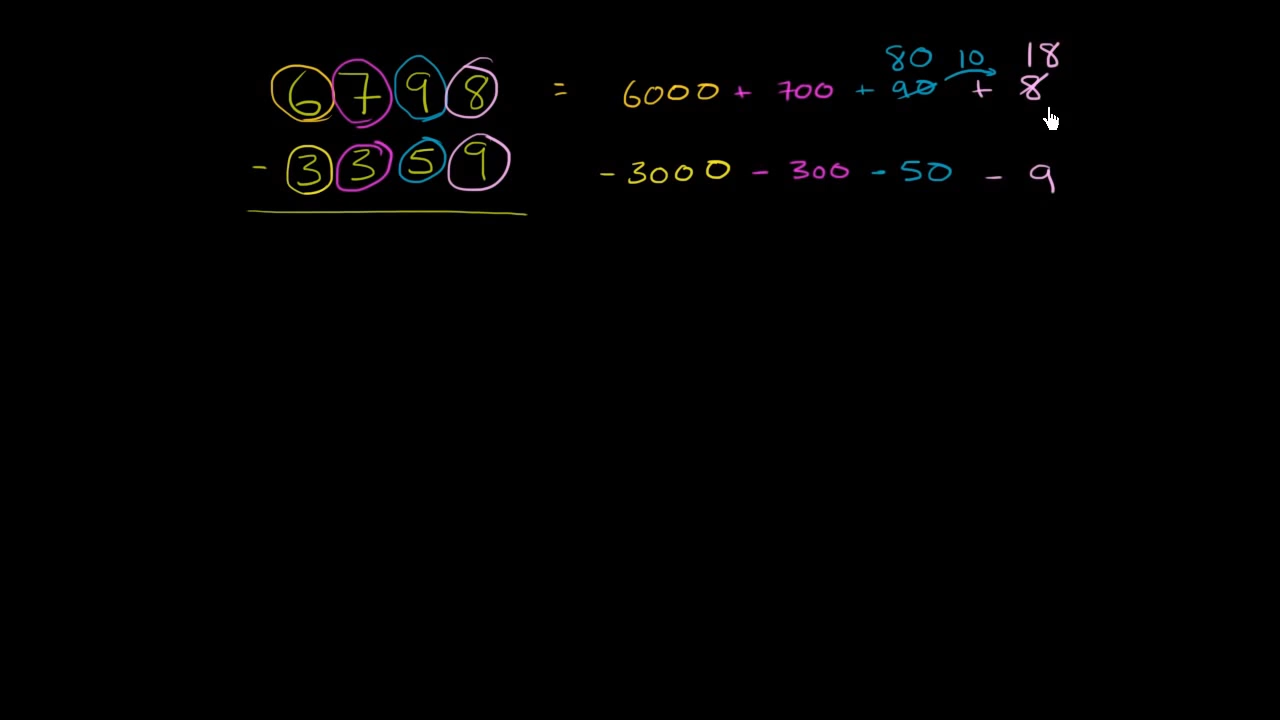 80 10 18
6798 = 6000 + 700 + 90 + 8
- 3359 - 3000 - 300 - 50 - 9